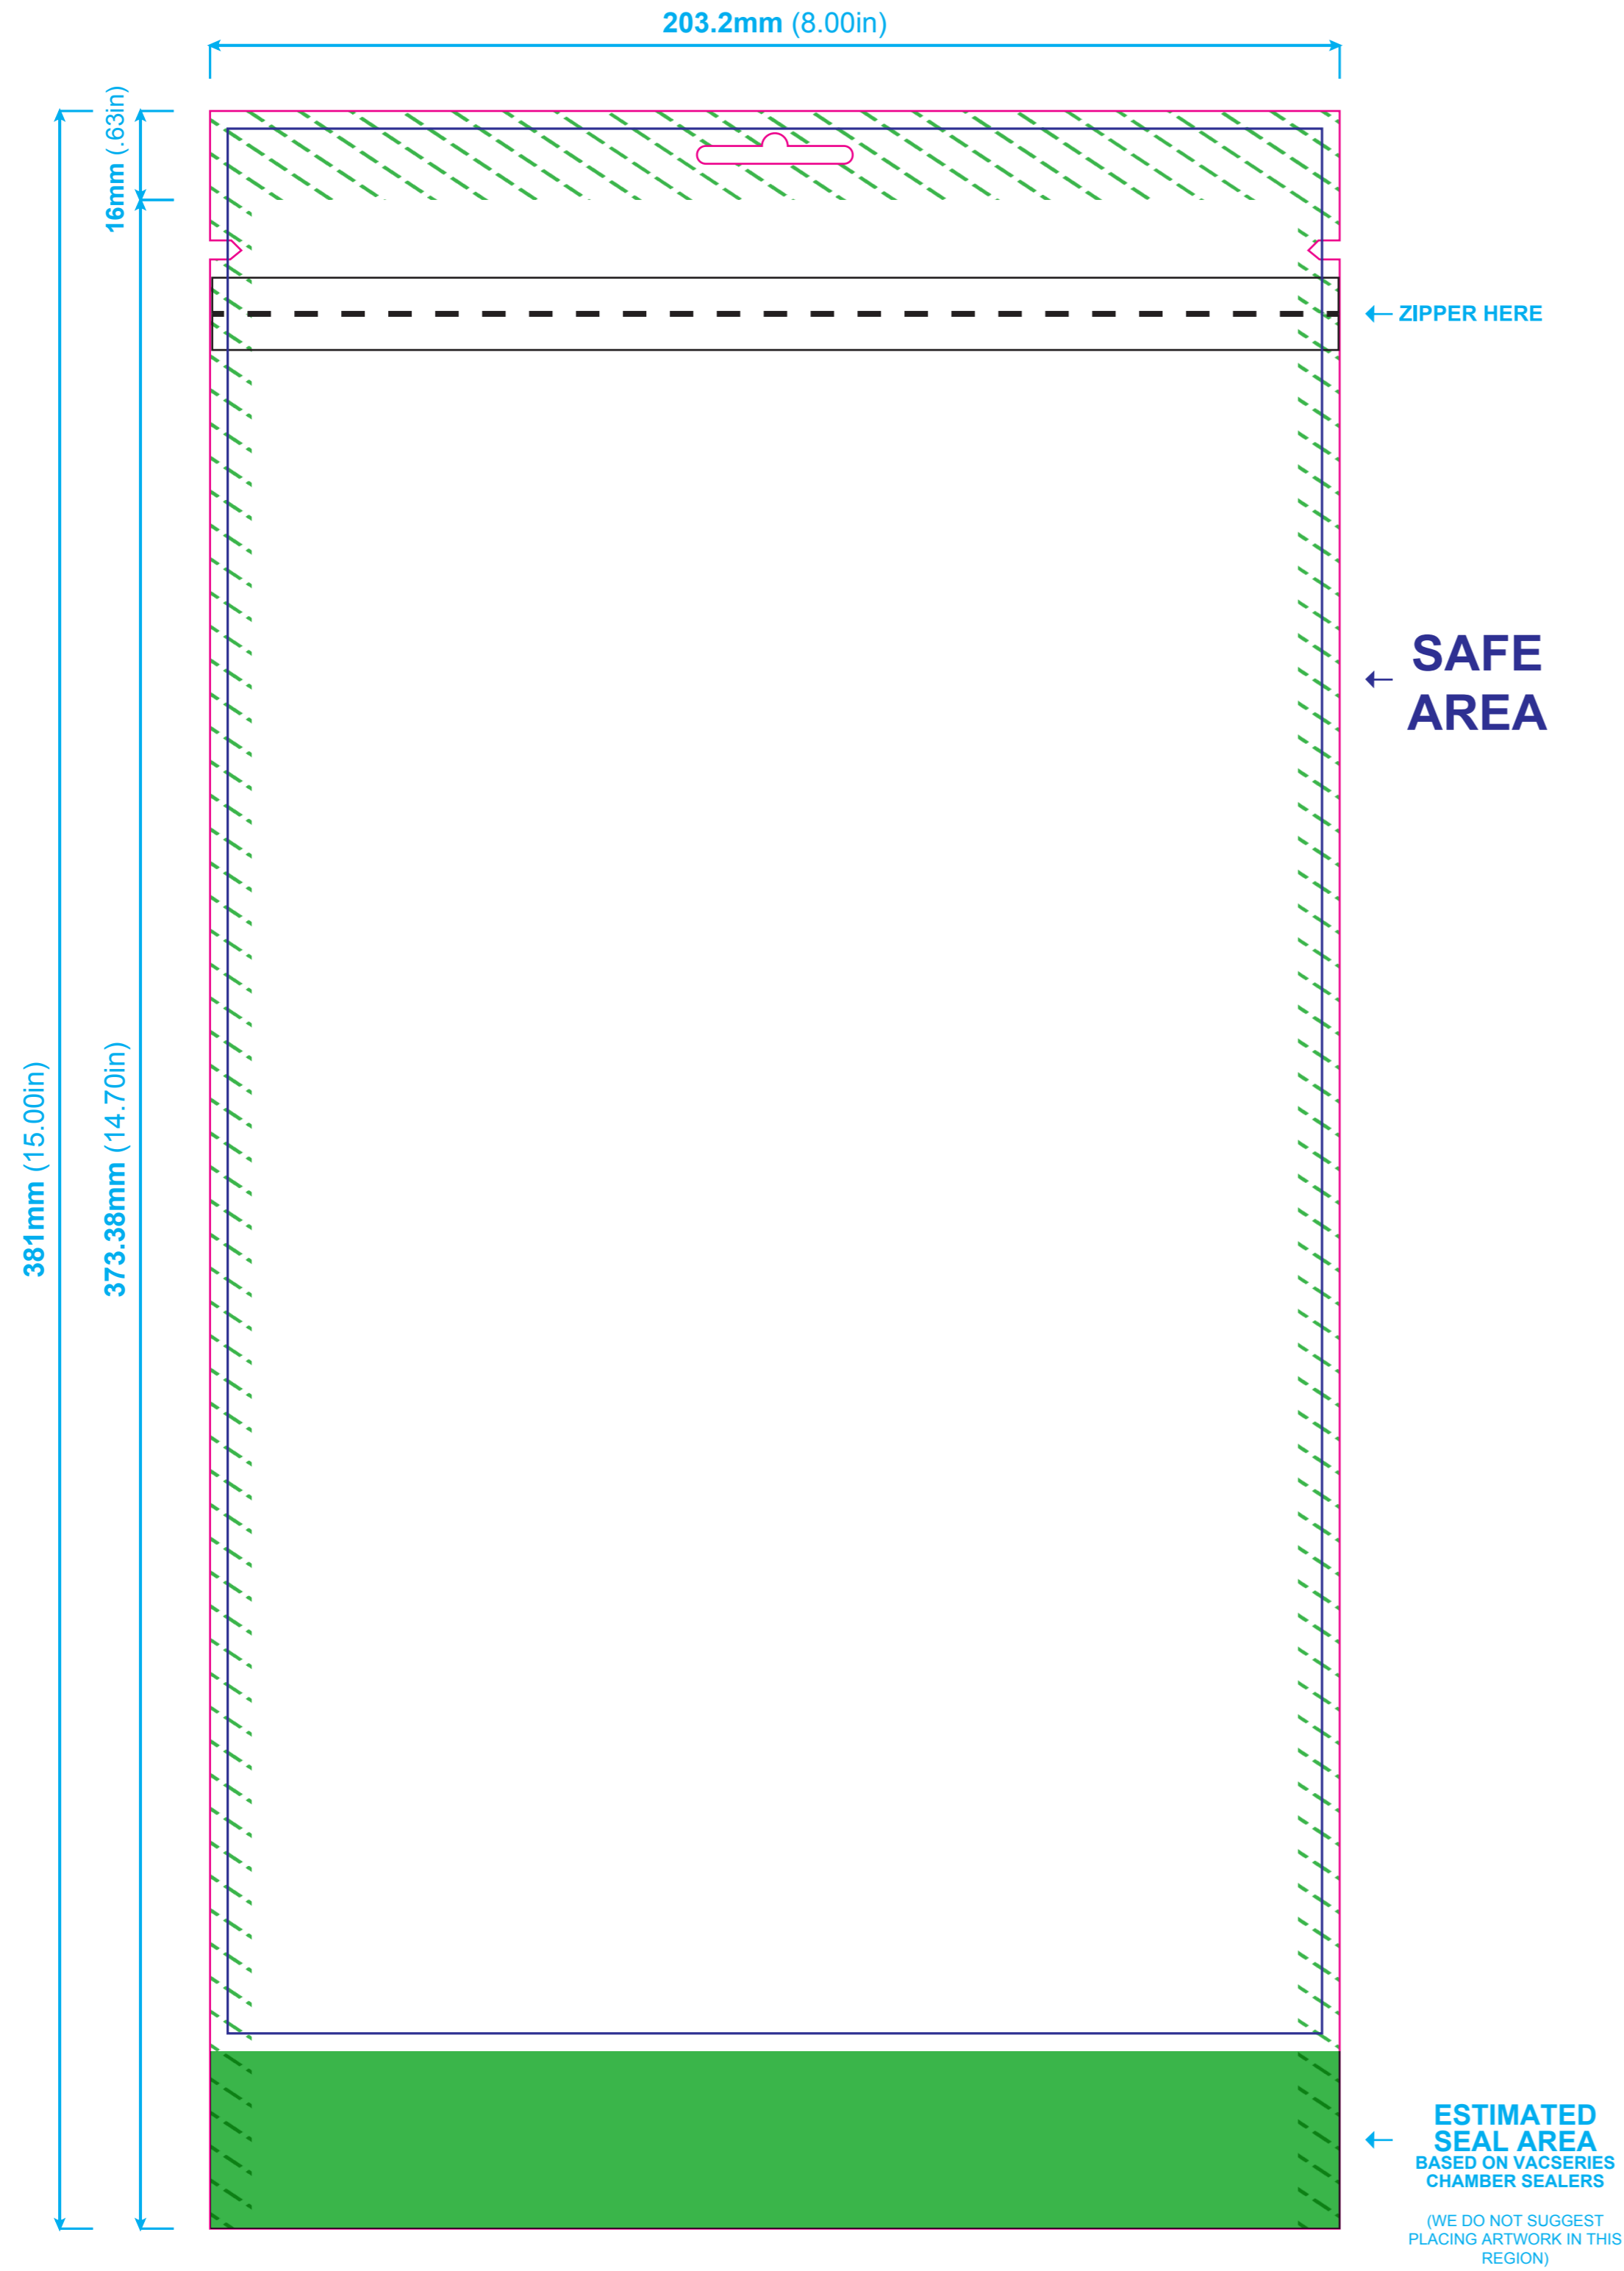 203.2mm (8.00in)
16mm (.63in)
ZIPPER HERE
SAFE
AREA
381mm (15.00in)
373.38mm (14.70in)
ESTIMATED
SEAL AREA
BASED ON VACSERIES
CHAMBER SEALERS
(WE DO NOT SUGGEST
PLACING ARTWORK IN THIS
REGION)